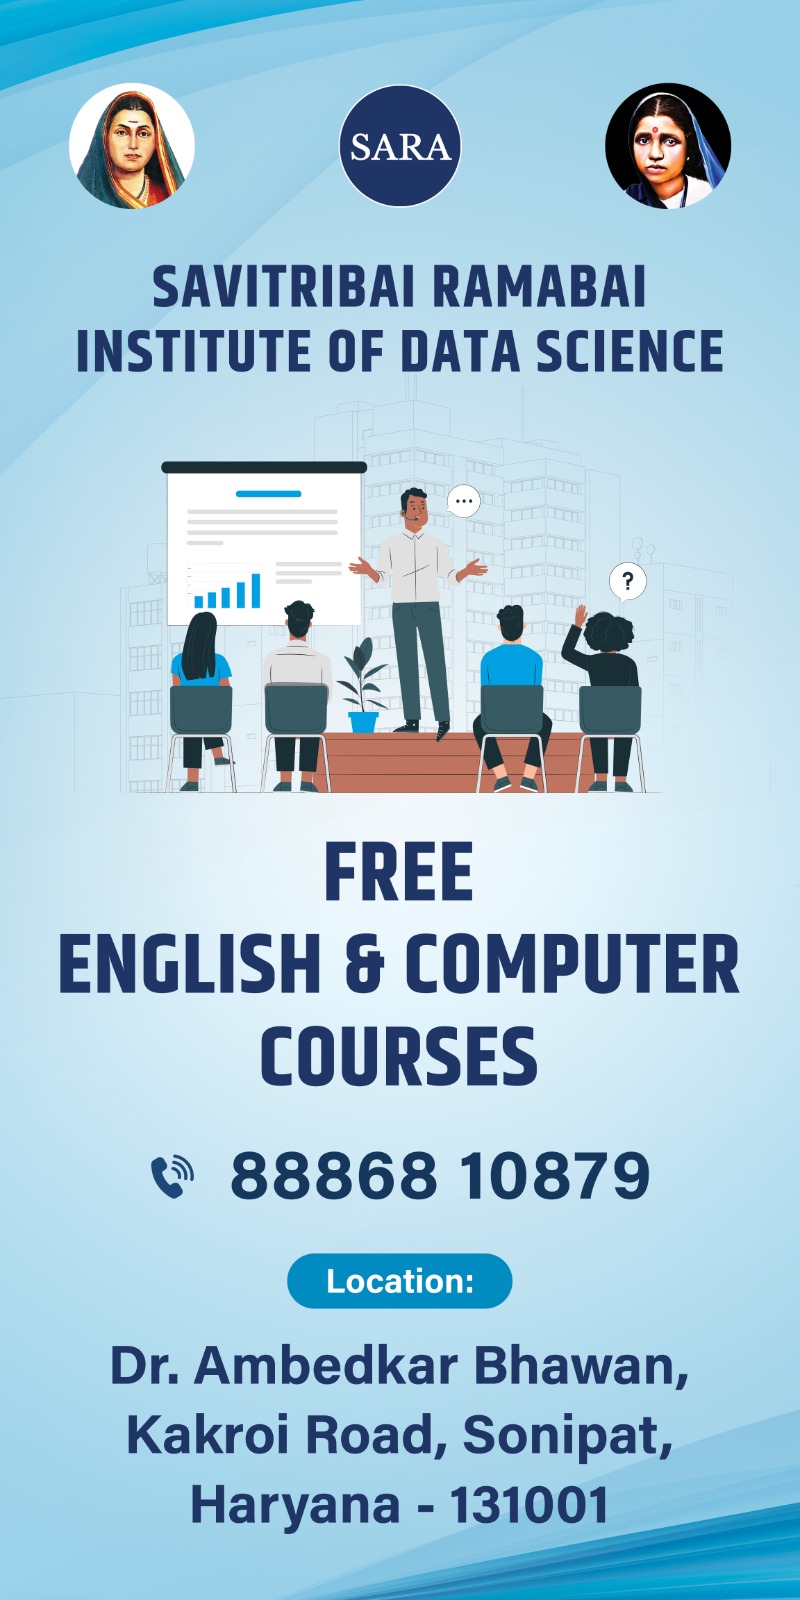 SARA
SAVITRIBAI RAMABAI
INSTITUTE OF DATA SCIENCE
...
?
FREE
ENGLISH & COMPUTER
COURSES
88868 10879
Location:
Dr. Ambedkar Bhawan,
Kakroi Road, Sonipat,
Haryana - 131001